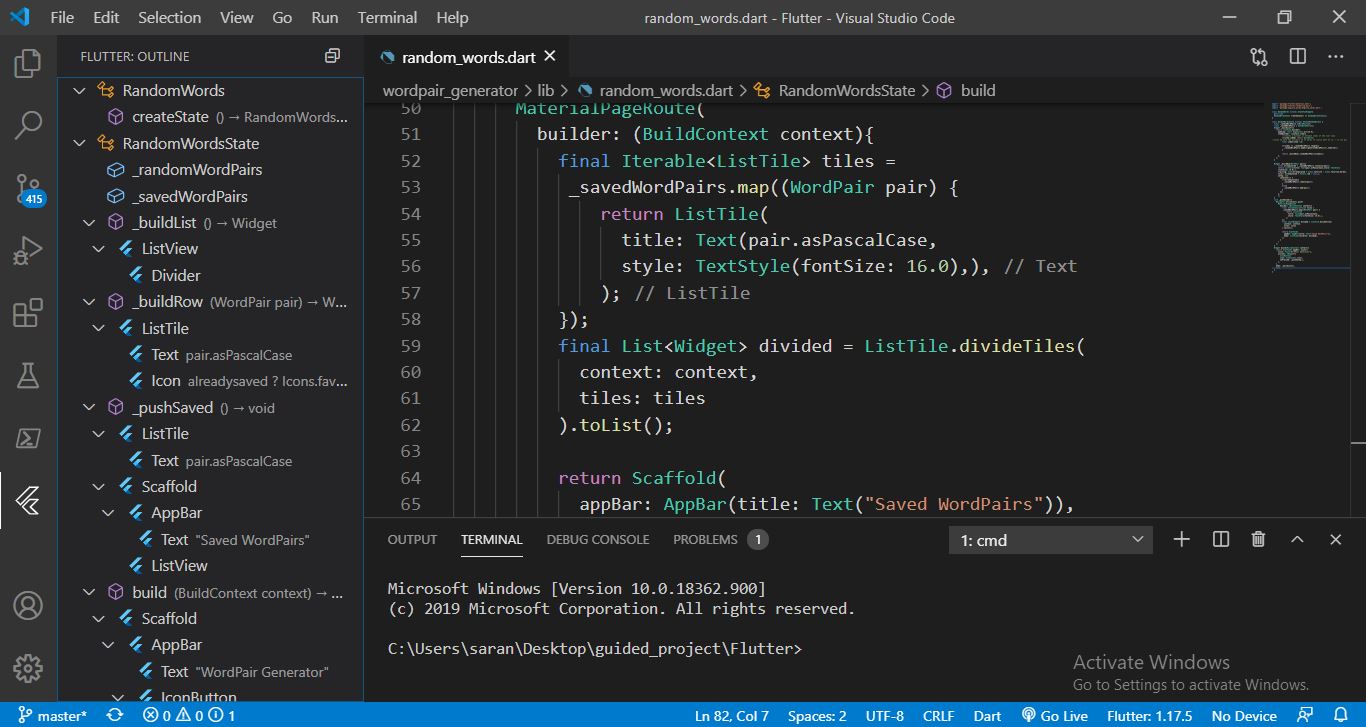 File Edit Selection View Go Run Terminal Help random_words.dart - Flutter - Visual Studio Code
FLUTTER: OUTLINE
RandomWords
createState () → RandomWords...
RandomWordsState
_randomWordPairs
_savedWordPairs
_buildList () → Widget
ListView
Divider
_buildRow (WordPair pair) → W...
ListTile
Text pair.asPascalCase
Icon alreadysaved ? Icons.fav...
_pushSaved () → void
ListTile
Text pair.asPascalCase
Scaffold
AppBar
Text "Saved WordPairs"
ListView
build (BuildContext context) → ...
Scaffold
AppBar
Text "WordPair Generator"
IconButton
415
random_words.dart
wordpair_generator > lib > random_words.dart > RandomWordsState > build
50 MaterialPageRoute(
51 builder: (BuildContext context){
52 final Iterable<ListTile> tiles =
53 _savedWordPairs.map((WordPair pair) {
54 return ListTile(
55 title: Text(pair.asPascalCase,
56 style: TextStyle(fontSize: 16.0),), // Text
57 ); // ListTile
58 });
59 final List<Widget> divided = ListTile.divideTiles(
60 context: context,
61 tiles: tiles
62 ).toList();
63
64 return Scaffold(
65 appBar: AppBar(title: Text("Saved WordPairs")),
OUTPUT TERMINAL DEBUG CONSOLE PROBLEMS 1 1: cmd
Microsoft Windows [Version 10.0.18362.900]
(c) 2019 Microsoft Corporation. All rights reserved.
C:\Users\saran\Desktop\guided_project\Flutter>
Activate Windows
Go to Settings to activate Windows.
master* 0 0 1 Ln 82, Col 7 Spaces: 2 UTF-8 CRLF Dart Go Live Flutter: 1.17.5 No Device